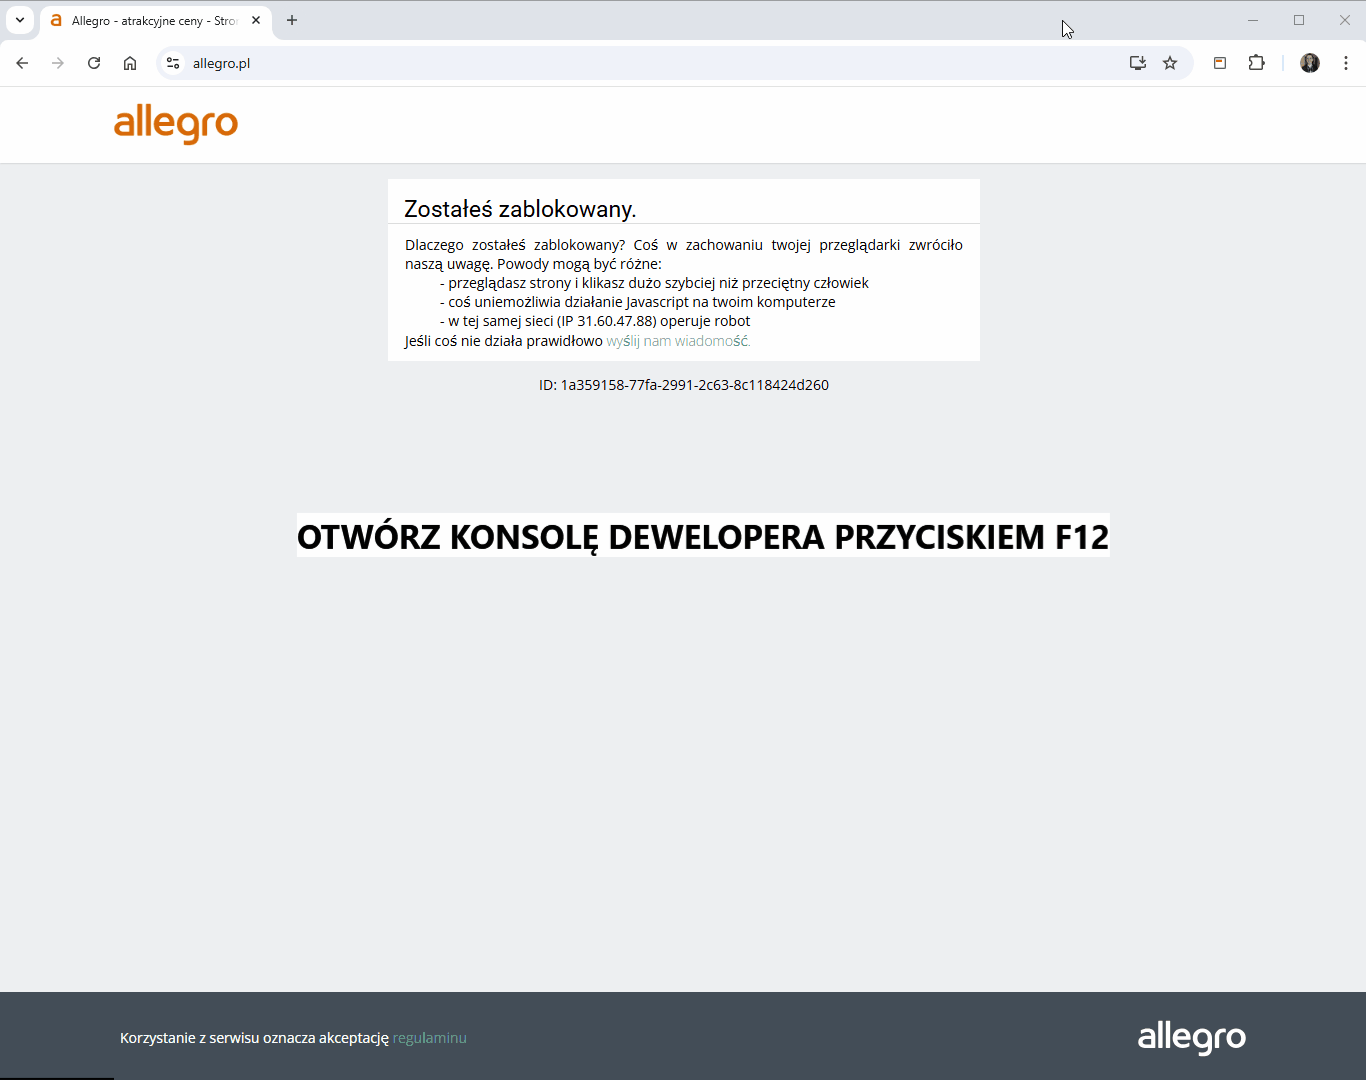 Allegro - atrakcyjne ceny - Stro
allegro.pl
allegro
Zostałeś zablokowany.
Dlaczego zostałeś zablokowany? Coś w zachowaniu twojej przeglądarki zwróciło
naszą uwagę. Powody mogą być różne:
- przeglądasz strony i klikasz dużo szybciej niż przeciętny człowiek
- coś uniemożliwia działanie Javascript na twoim komputerze
- w tej samej sieci (IP 31.60.47.88) operuje robot
Jeśli coś nie działa prawidłowo wyślij nam wiadomość.
ID: 1a359158-77fa-2991-2c63-8c118424d260
OTWÓRZ KONSOLĘ DEWELOPERA PRZYCISKIEM F12
Korzystanie z serwisu oznacza akceptację regulaminu
allegro